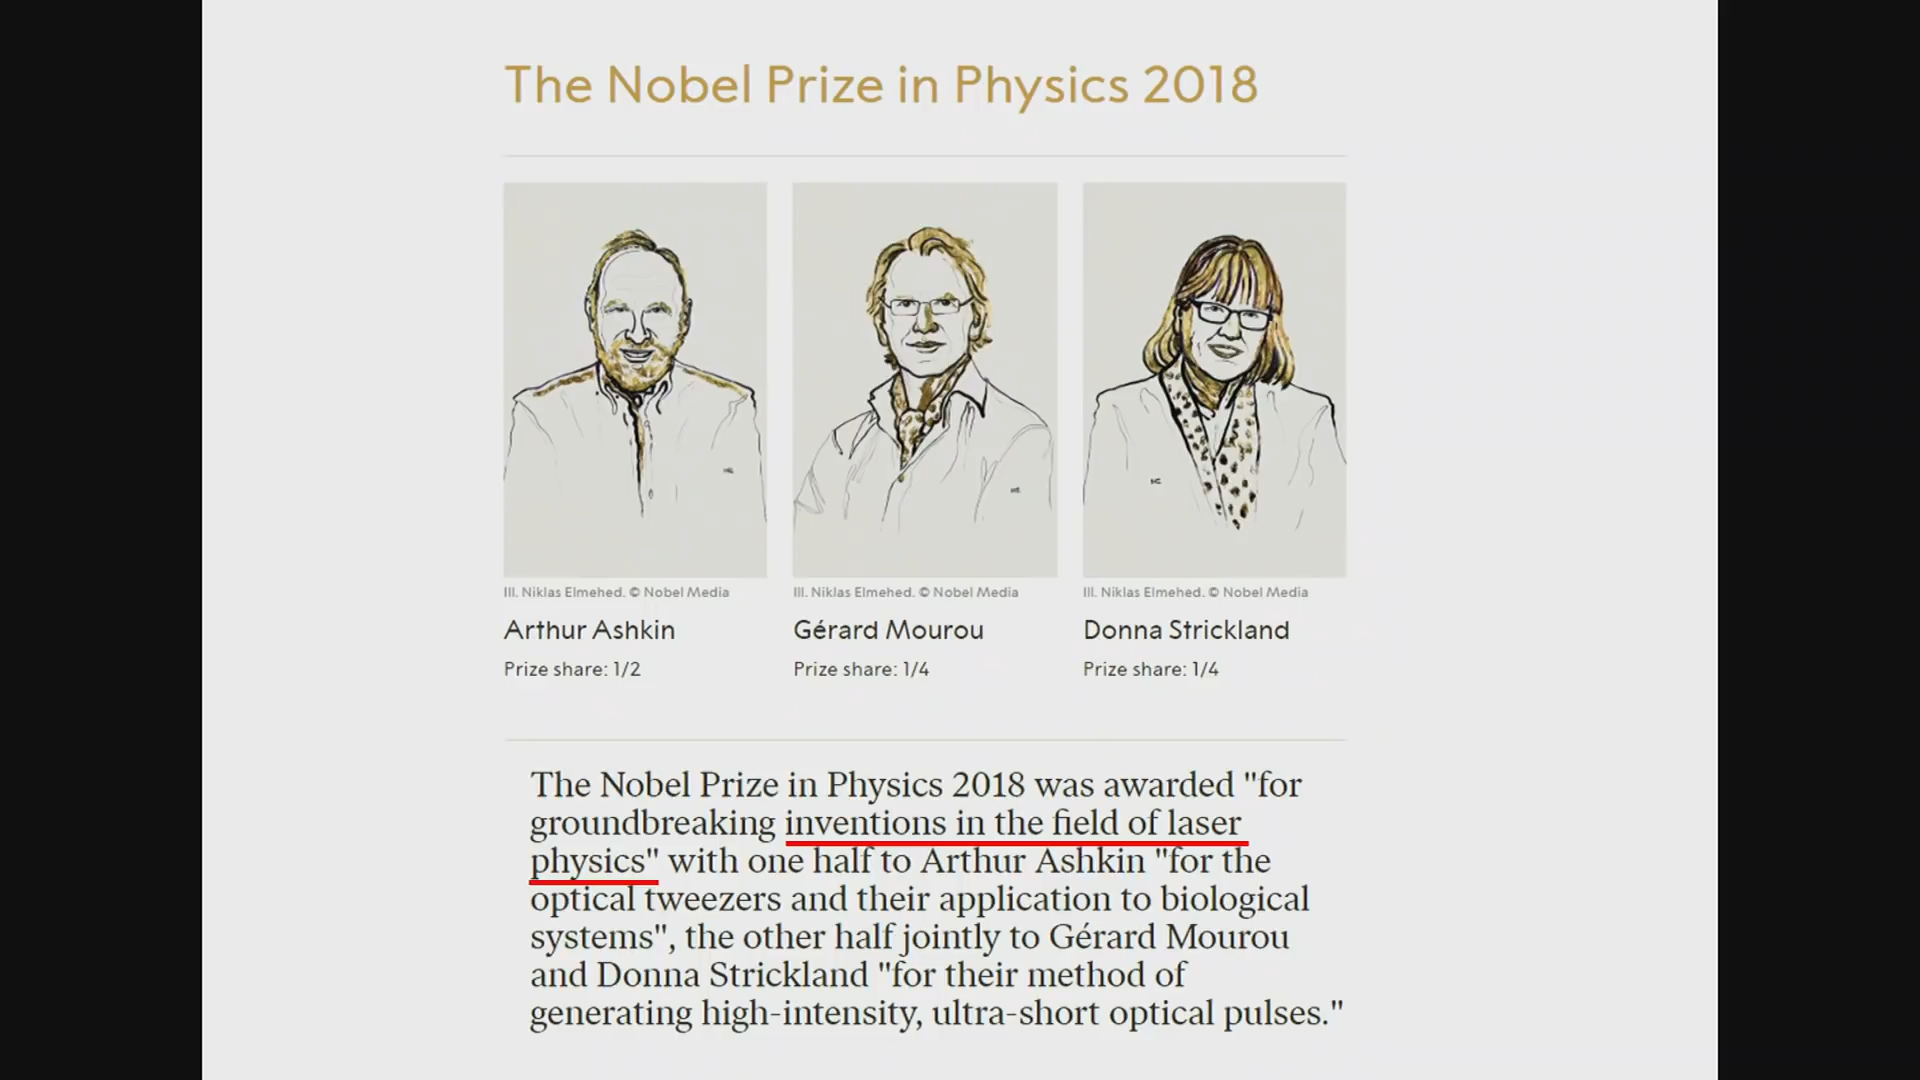 The Nobel Prize in Physics 2018
Ill. Niklas Elmehed. © Nobel Media
Ill. Niklas Elmehed. © Nobel Media
Ill. Niklas Elmehed. © Nobel Media
Arthur Ashkin
Gérard Mourou
Donna Strickland
Prize share: 1/2
Prize share: 1/4
Prize share: 1/4
The Nobel Prize in Physics 2018 was awarded "for
groundbreaking inventions in the field of laser
physics" with one half to Arthur Ashkin "for the
optical tweezers and their application to biological
systems", the other half jointly to Gérard Mourou
and Donna Strickland "for their method of
generating high-intensity, ultra-short optical pulses."